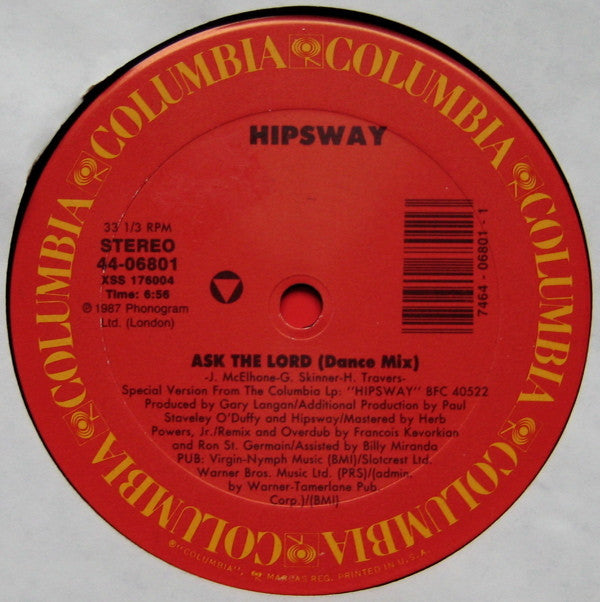 COLUMBIA COLUMBIA COLUMBIA COLUMBIA COLUMBIA COLUMBIA COLUMBIA COLUMBIA
HIPSWAY
33 1/3 RPM
STEREO
44-06801
XSS 176004
Time: 6:56
℗ 1987 Phonogram
Ltd. (London)
7464 - 06801 - 1
ASK THE LORD (Dance Mix)
-J. McElhone-G. Skinner-H. Travers-
Special Version From The Columbia Lp: "HIPSWAY" BFC 40522
Produced by Gary Langan/Additional Production by Paul
Staveley O'Duffy and Hipsway/Mastered by Herb
Powers, Jr./Remix and Overdub by Francois Kevorkian
and Ron St. Germain/Assisted by Billy Miranda
PUB: Virgin-Nymph Music (BMI)/Slotcrest Ltd.
Warner Bros. Music Ltd. (PRS)/(admin.
by Warner-Tamerlane Pub.
Corp.)/(BMI)
"COLUMBIA", MARCAS REG. PRINTED IN U.S.A.